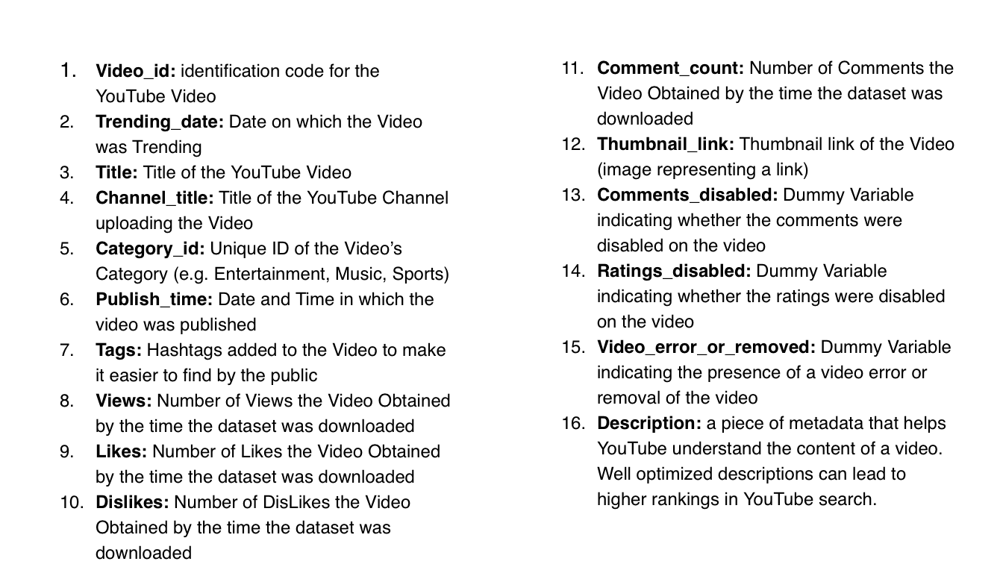 1. Video_id: identification code for the
YouTube Video
2. Trending_date: Date on which the Video
was Trending
3. Title: Title of the YouTube Video
4. Channel_title: Title of the YouTube Channel
uploading the Video
5. Category_id: Unique ID of the Video’s
Category (e.g. Entertainment, Music, Sports)
6. Publish_time: Date and Time in which the
video was published
7. Tags: Hashtags added to the Video to make
it easier to find by the public
8. Views: Number of Views the Video Obtained
by the time the dataset was downloaded
9. Likes: Number of Likes the Video Obtained
by the time the dataset was downloaded
10. Dislikes: Number of DisLikes the Video
Obtained by the time the dataset was
downloaded
11. Comment_count: Number of Comments the
Video Obtained by the time the dataset was
downloaded
12. Thumbnail_link: Thumbnail link of the Video
(image representing a link)
13. Comments_disabled: Dummy Variable
indicating whether the comments were
disabled on the video
14. Ratings_disabled: Dummy Variable
indicating whether the ratings were disabled
on the video
15. Video_error_or_removed: Dummy Variable
indicating the presence of a video error or
removal of the video
16. Description: a piece of metadata that helps
YouTube understand the content of a video.
Well optimized descriptions can lead to
higher rankings in YouTube search.